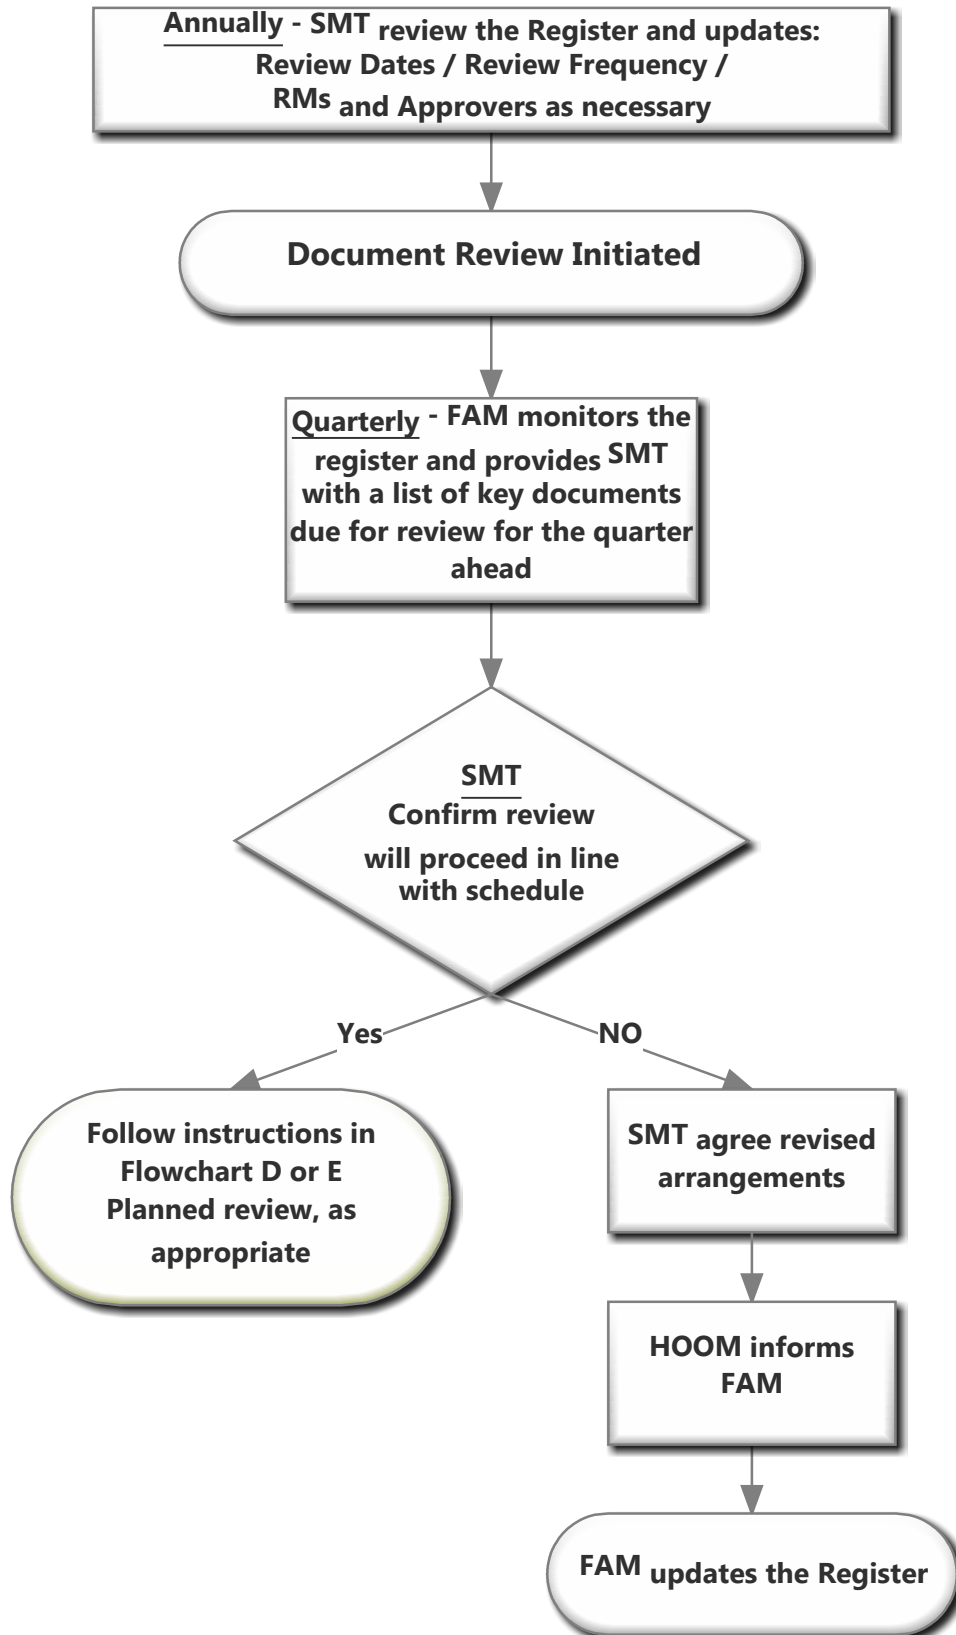 Annually - SMT review the Register and updates:
Review Dates / Review Frequency /
RMs and Approvers as necessary
Document Review Initiated
Quarterly - FAM monitors the
register and provides SMT
with a list of key documents
due for review for the quarter
ahead
SMT
Confirm review
will proceed in line
with schedule
Yes
NO
Follow instructions in
Flowchart D or E
Planned review, as
appropriate
SMT agree revised
arrangements
HOOM informs
FAM
FAM updates the Register